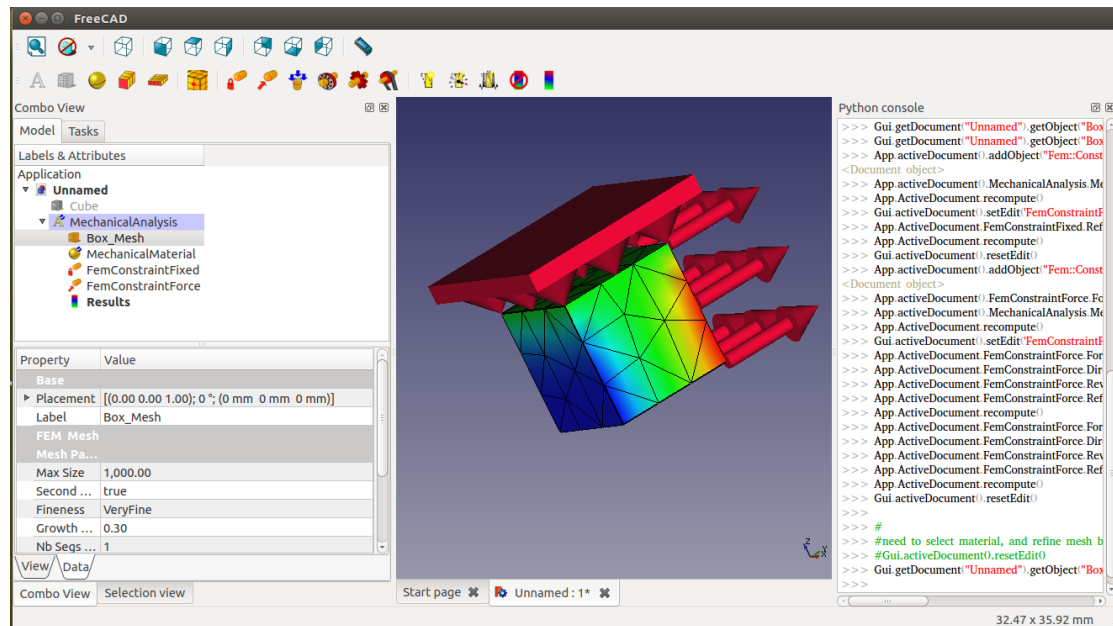 FreeCAD
Combo View
Model Tasks
Labels & Attributes
Application
Unnamed
Cube
MechanicalAnalysis
Box_Mesh
MechanicalMaterial
FemConstraintFixed
FemConstraintForce
Results
Property Value
Base
Placement [(0.00 0.00 1.00); 0 °; (0 mm 0 mm 0 mm)]
Label Box_Mesh
FEM Mesh
Mesh Pa...
Max Size 1,000.00
Second ... true
Fineness VeryFine
Growth ... 0.30
Nb Segs ... 1
View Data
Combo View Selection view
Z
Y
X
Start page Unnamed : 1*
Python console
>>> Gui.getDocument("Unnamed").getObject("Box
>>> Gui.getDocument("Unnamed").getObject("Box
>>> App.activeDocument().addObject("Fem::Const
<Document object>
>>> App.activeDocument().MechanicalAnalysis.Me
>>> App.ActiveDocument.recompute()
>>> Gui.activeDocument().setEdit('FemConstraintF
>>> App.ActiveDocument.FemConstraintFixed.Ref
>>> App.ActiveDocument.recompute()
>>> Gui.activeDocument().resetEdit()
>>> App.activeDocument().addObject("Fem::Const
<Document object>
>>> App.activeDocument().FemConstraintForce.Fo
>>> App.activeDocument().MechanicalAnalysis.Me
>>> App.ActiveDocument.recompute()
>>> Gui.activeDocument().setEdit('FemConstraintF
>>> App.ActiveDocument.FemConstraintForce.For
>>> App.ActiveDocument.FemConstraintForce.Dir
>>> App.ActiveDocument.FemConstraintForce.Rev
>>> App.ActiveDocument.FemConstraintForce.Ref
>>> App.ActiveDocument.recompute()
>>> App.ActiveDocument.FemConstraintForce.For
>>> App.ActiveDocument.FemConstraintForce.Dir
>>> App.ActiveDocument.FemConstraintForce.Rev
>>> App.ActiveDocument.FemConstraintForce.Ref
>>> App.ActiveDocument.recompute()
>>> Gui.activeDocument().resetEdit()
>>>
>>> #
>>> #need to select material, and refine mesh b
>>> #Gui.activeDocument().resetEdit()
>>> Gui.getDocument("Unnamed").getObject("Box
>>>
32.47 x 35.92 mm